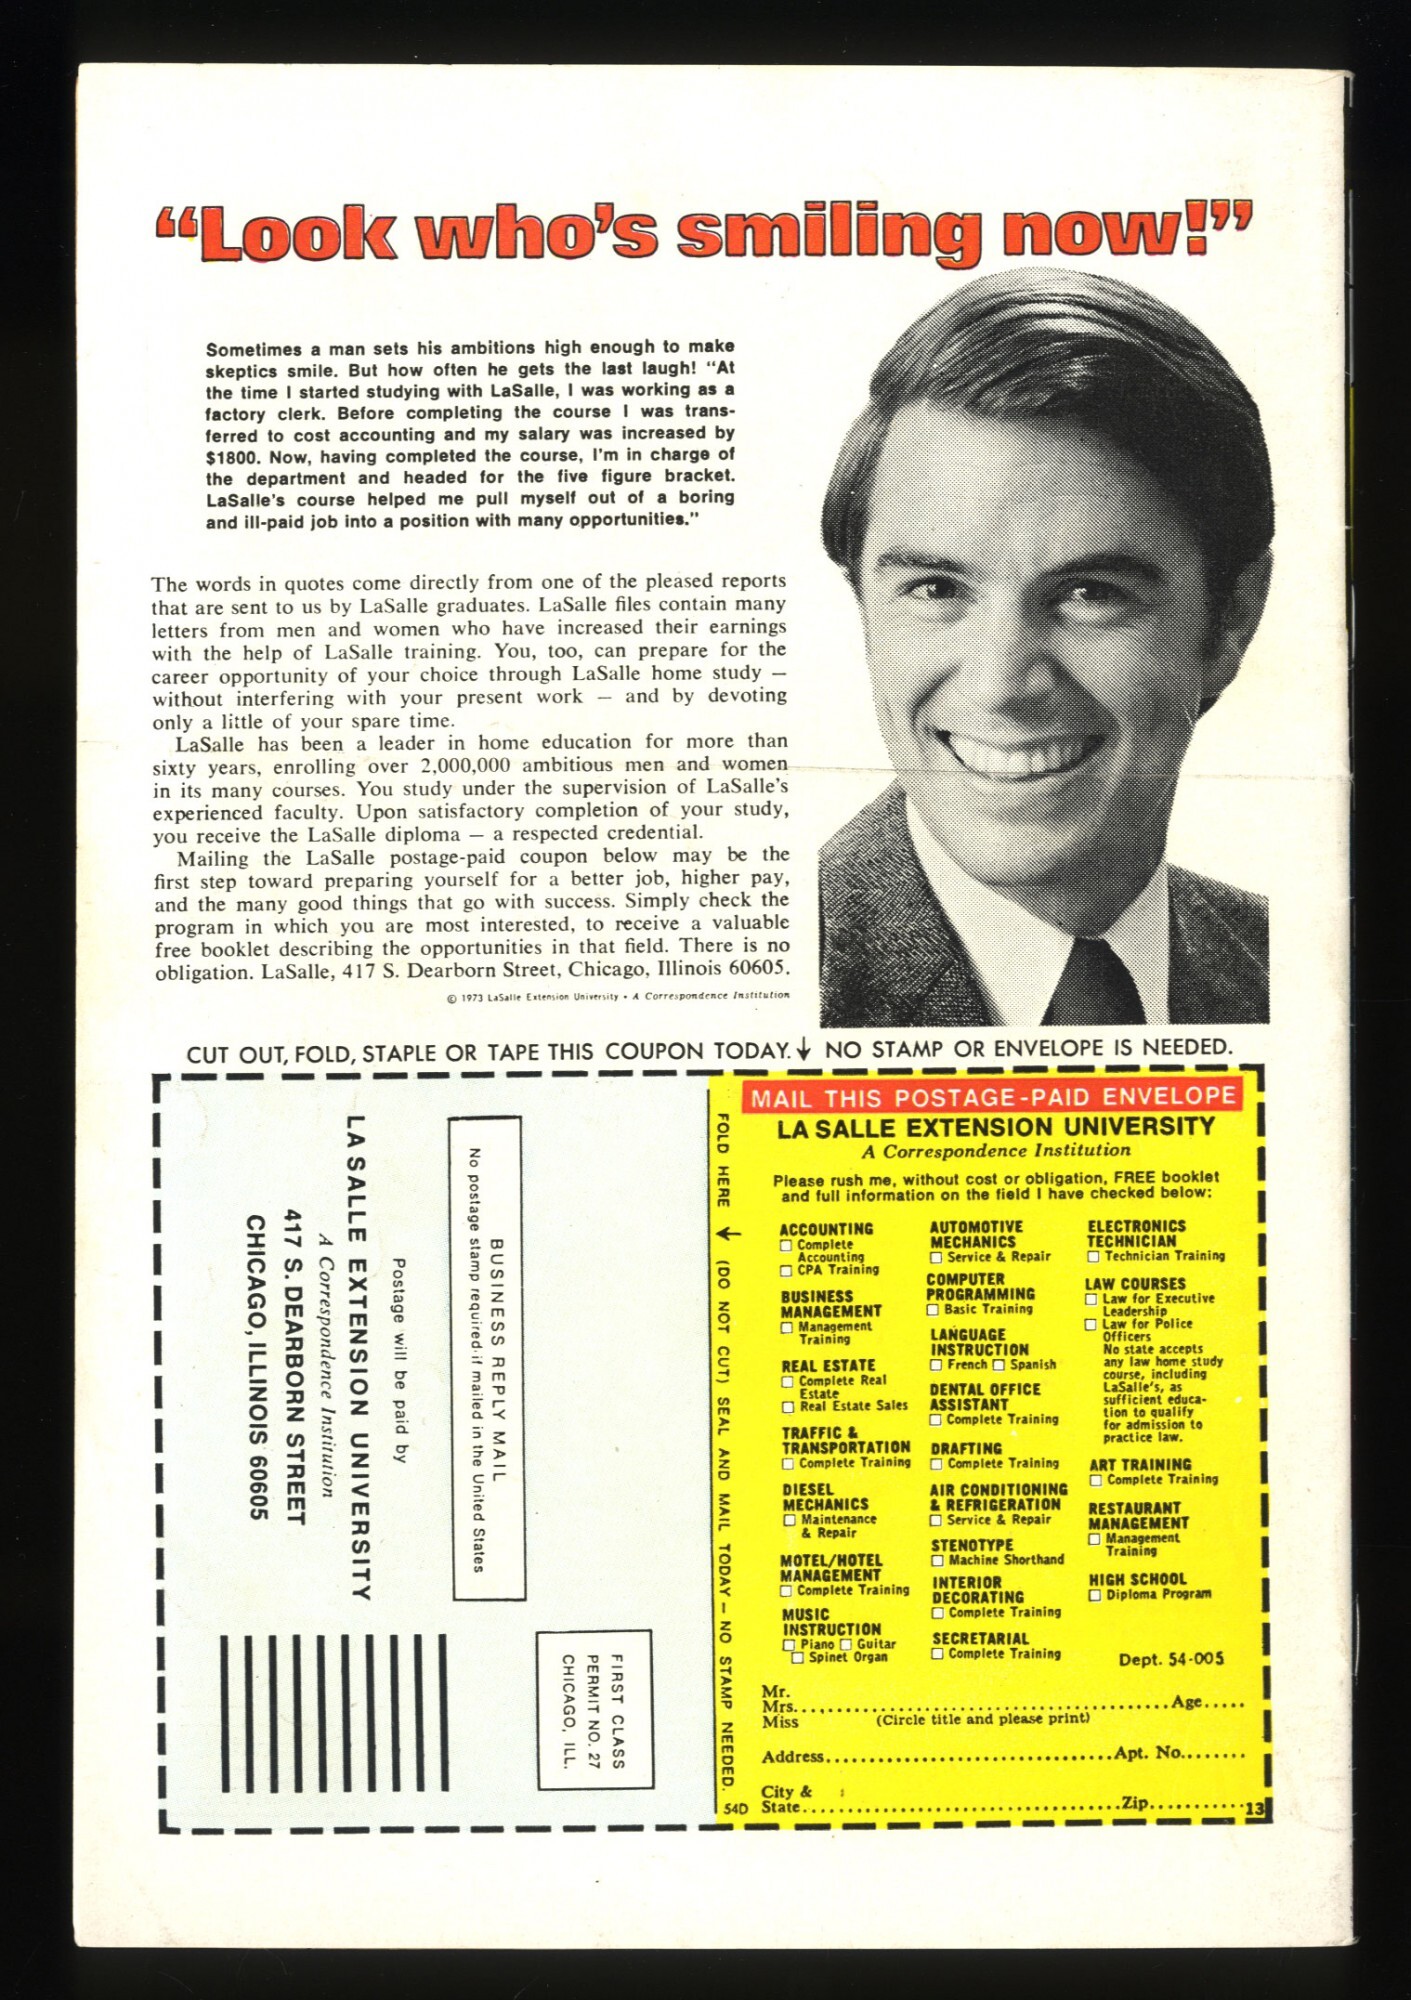 “Look who’s smiling now!”
Sometimes a man sets his ambitions high enough to make
skeptics smile. But how often he gets the last laugh! “At
the time I started studying with LaSalle, I was working as a
factory clerk. Before completing the course I was trans-
ferred to cost accounting and my salary was increased by
$1800. Now, having completed the course, I’m in charge of
the department and headed for the five figure bracket.
LaSalle’s course helped me pull myself out of a boring
and ill-paid job into a position with many opportunities.”
The words in quotes come directly from one of the pleased reports
that are sent to us by LaSalle graduates. LaSalle files contain many
letters from men and women who have increased their earnings
with the help of LaSalle training. You, too, can prepare for the
career opportunity of your choice through LaSalle home study —
without interfering with your present work — and by devoting
only a little of your spare time.
LaSalle has been a leader in home education for more than
sixty years, enrolling over 2,000,000 ambitious men and women
in its many courses. You study under the supervision of LaSalle’s
experienced faculty. Upon satisfactory completion of your study,
you receive the LaSalle diploma — a respected credential.
Mailing the LaSalle postage-paid coupon below may be the
first step toward preparing yourself for a better job, higher pay,
and the many good things that go with success. Simply check the
program in which you are most interested, to receive a valuable
free booklet describing the opportunities in that field. There is no
obligation. LaSalle, 417 S. Dearborn Street, Chicago, Illinois 60605.
© 1973 LaSalle Extension University • A Correspondence Institution
CUT OUT, FOLD, STAPLE OR TAPE THIS COUPON TODAY. ↓ NO STAMP OR ENVELOPE IS NEEDED.
FIRST CLASS
PERMIT NO. 27
CHICAGO, ILL.
BUSINESS REPLY MAIL
No postage stamp required if mailed in the United States
Postage will be paid by
LA SALLE EXTENSION UNIVERSITY
A Correspondence Institution
417 S. DEARBORN STREET
CHICAGO, ILLINOIS 60605
FOLD HERE ↓ (DO NOT CUT) SEAL AND MAIL TODAY — NO STAMP NEEDED.
MAIL THIS POSTAGE-PAID ENVELOPE
LA SALLE EXTENSION UNIVERSITY
A Correspondence Institution
Please rush me, without cost or obligation, FREE booklet
and full information on the field I have checked below:
ACCOUNTING
☐ Complete
Accounting
☐ CPA Training
BUSINESS
MANAGEMENT
☐ Management
Training
REAL ESTATE
☐ Complete Real
Estate
☐ Real Estate Sales
TRAFFIC &
TRANSPORTATION
☐ Complete Training
DIESEL
MECHANICS
☐ Maintenance
& Repair
MOTEL/HOTEL
MANAGEMENT
☐ Complete Training
MUSIC
INSTRUCTION
☐ Piano ☐ Guitar
☐ Spinet Organ
AUTOMOTIVE
MECHANICS
☐ Service & Repair
COMPUTER
PROGRAMMING
☐ Basic Training
LANGUAGE
INSTRUCTION
☐ French ☐ Spanish
DENTAL OFFICE
ASSISTANT
☐ Complete Training
DRAFTING
☐ Complete Training
AIR CONDITIONING
& REFRIGERATION
☐ Service & Repair
STENOTYPE
☐ Machine Shorthand
INTERIOR
DECORATING
☐ Complete Training
SECRETARIAL
☐ Complete Training
ELECTRONICS
TECHNICIAN
☐ Technician Training
LAW COURSES
☐ Law for Executive
Leadership
☐ Law for Police
Officers
No state accepts
any law home study
course, including
LaSalle’s, as
sufficient educa-
tion to qualify
for admission to
practice law.
ART TRAINING
☐ Complete Training
RESTAURANT
MANAGEMENT
☐ Management
Training
HIGH SCHOOL
☐ Diploma Program
Dept. 54-005
Mr.
Mrs. Age
Miss (Circle title and please print)
Address Apt. No.
City &
State Zip
54D
13